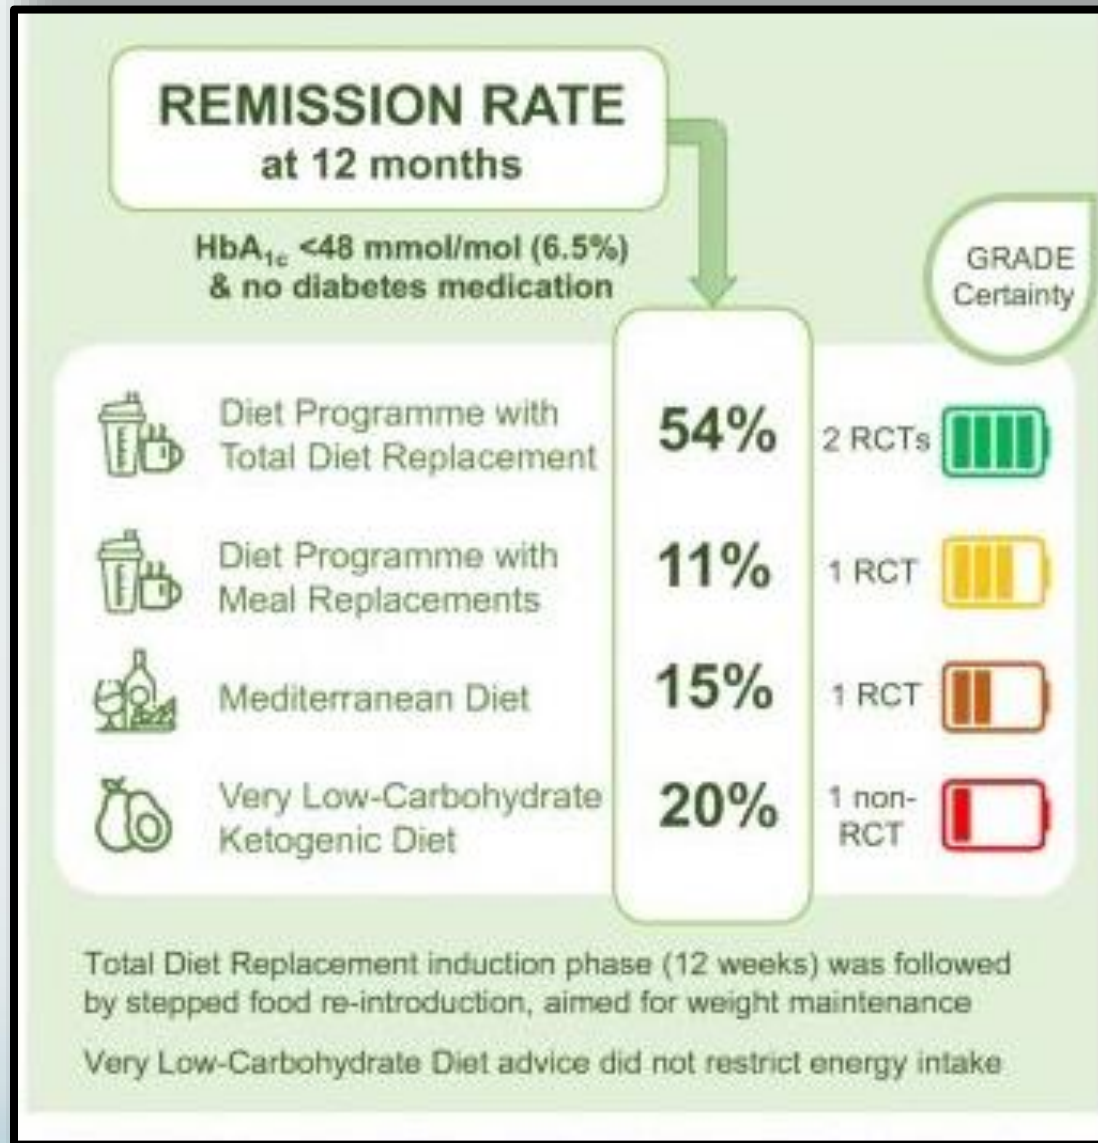 REMISSION RATE
at 12 months
HbA1c <48 mmol/mol (6.5%)
& no diabetes medication
GRADE
Certainty
Diet Programme with
Total Diet Replacement
54%
2 RCTs
Diet Programme with
Meal Replacements
11%
1 RCT
Mediterranean Diet
15%
1 RCT
Very Low-Carbohydrate
Ketogenic Diet
20%
1 non-
RCT
Total Diet Replacement induction phase (12 weeks) was followed
by stepped food re-introduction, aimed for weight maintenance
Very Low-Carbohydrate Diet advice did not restrict energy intake